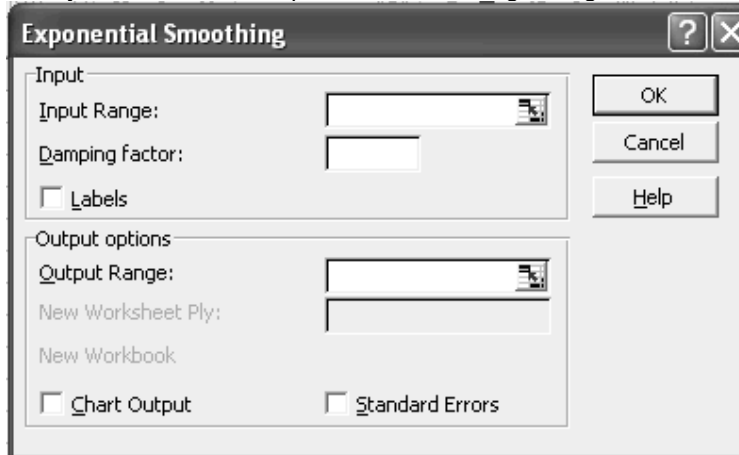 Exponential Smoothing
Input
Input Range:
Damping factor:
Labels
OK
Cancel
Help
Output options
Output Range:
New Worksheet Ply:
New Workbook
Chart Output
Standard Errors